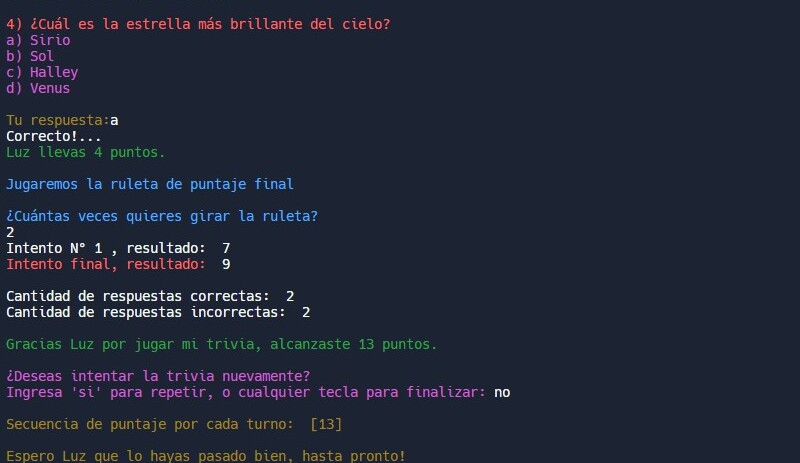 4) ¿Cuál es la estrella más brillante del cielo?
a) Sirio
b) Sol
c) Halley
d) Venus
Tu respuesta:a
Correcto!...
Luz llevas 4 puntos.
Jugaremos la ruleta de puntaje final
¿Cuántas veces quieres girar la ruleta?
2
Intento N° 1 , resultado:  7
Intento final, resultado:  9
Cantidad de respuestas correctas:  2
Cantidad de respuestas incorrectas:  2
Gracias Luz por jugar mi trivia, alcanzaste 13 puntos.
¿Deseas intentar la trivia nuevamente?
Ingresa 'si' para repetir, o cualquier tecla para finalizar: no
Secuencia de puntaje por cada turno:  [13]
Espero Luz que lo hayas pasado bien, hasta pronto!